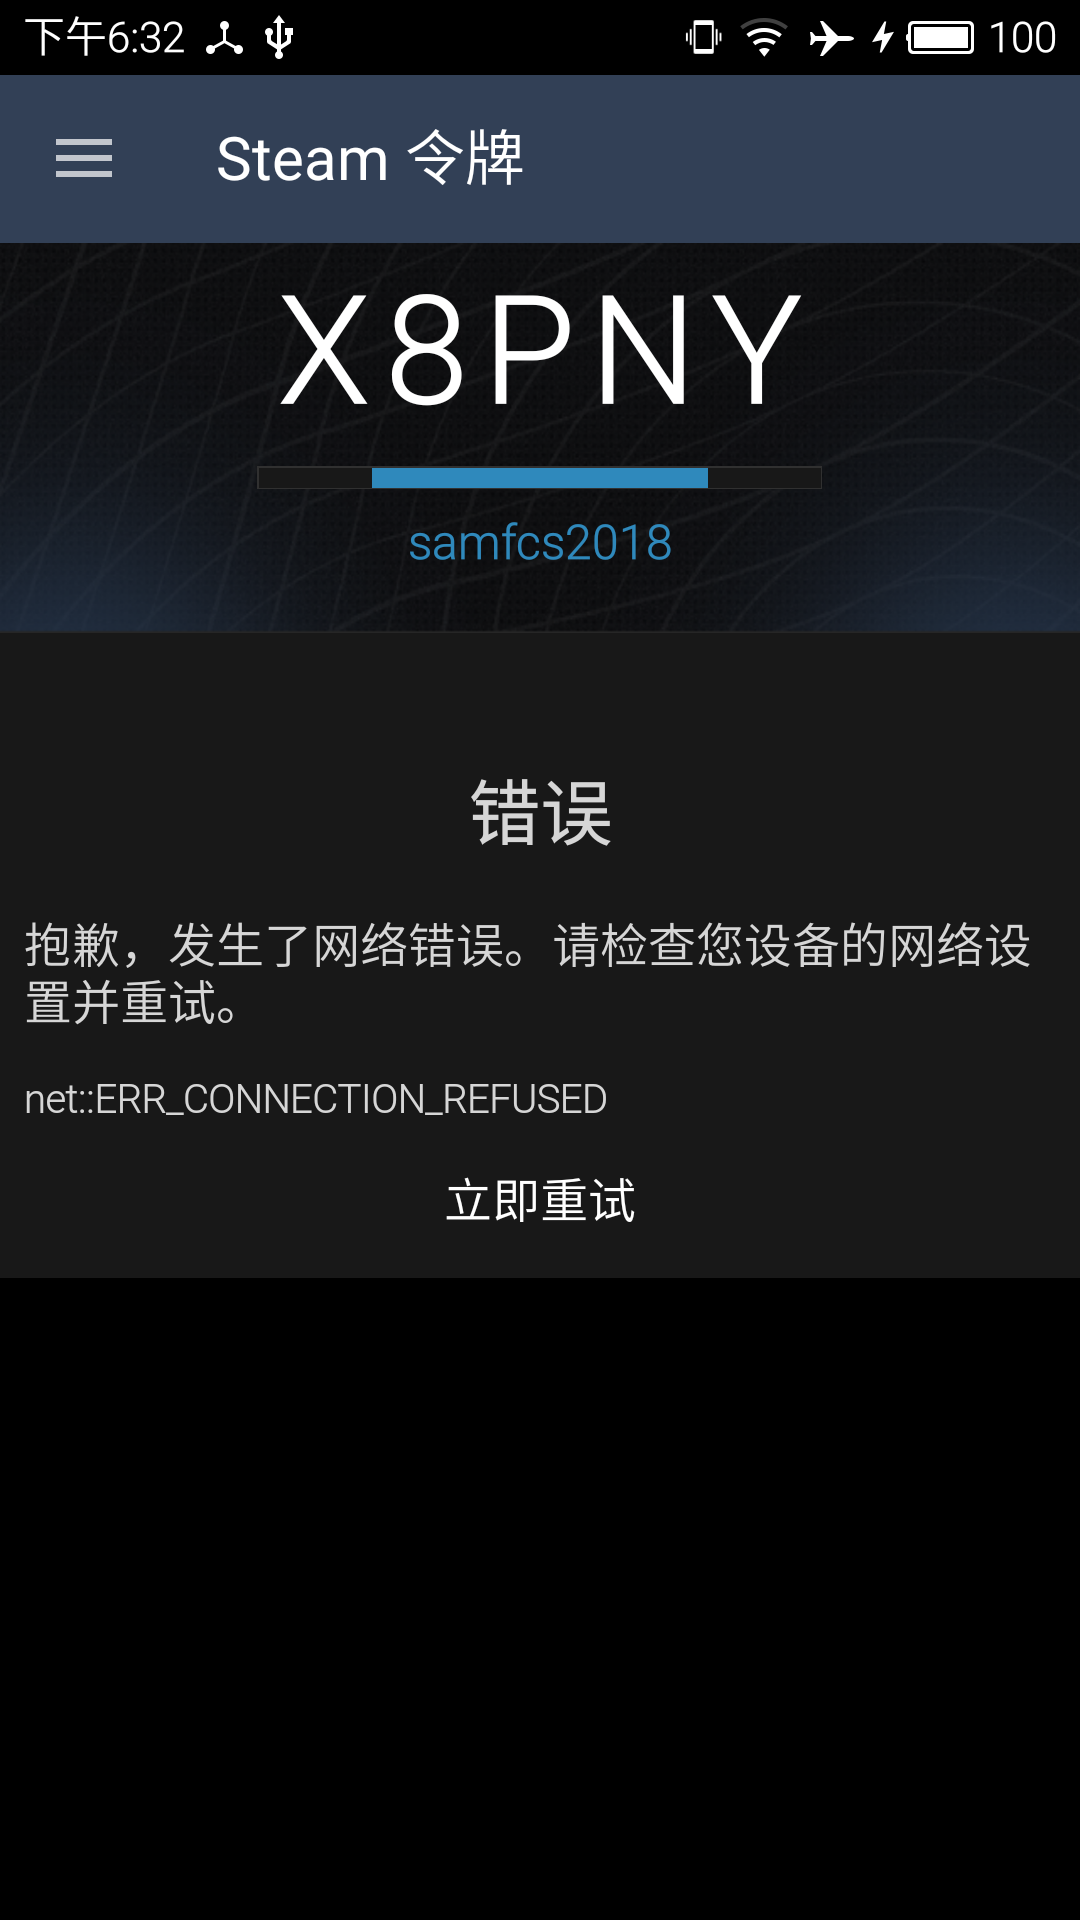 下午6:32 100
Steam 令牌
X8PNY
samfcs2018
错误
抱歉，发生了网络错误。请检查您设备的网络设
置并重试。
net::ERR_CONNECTION_REFUSED
立即重试